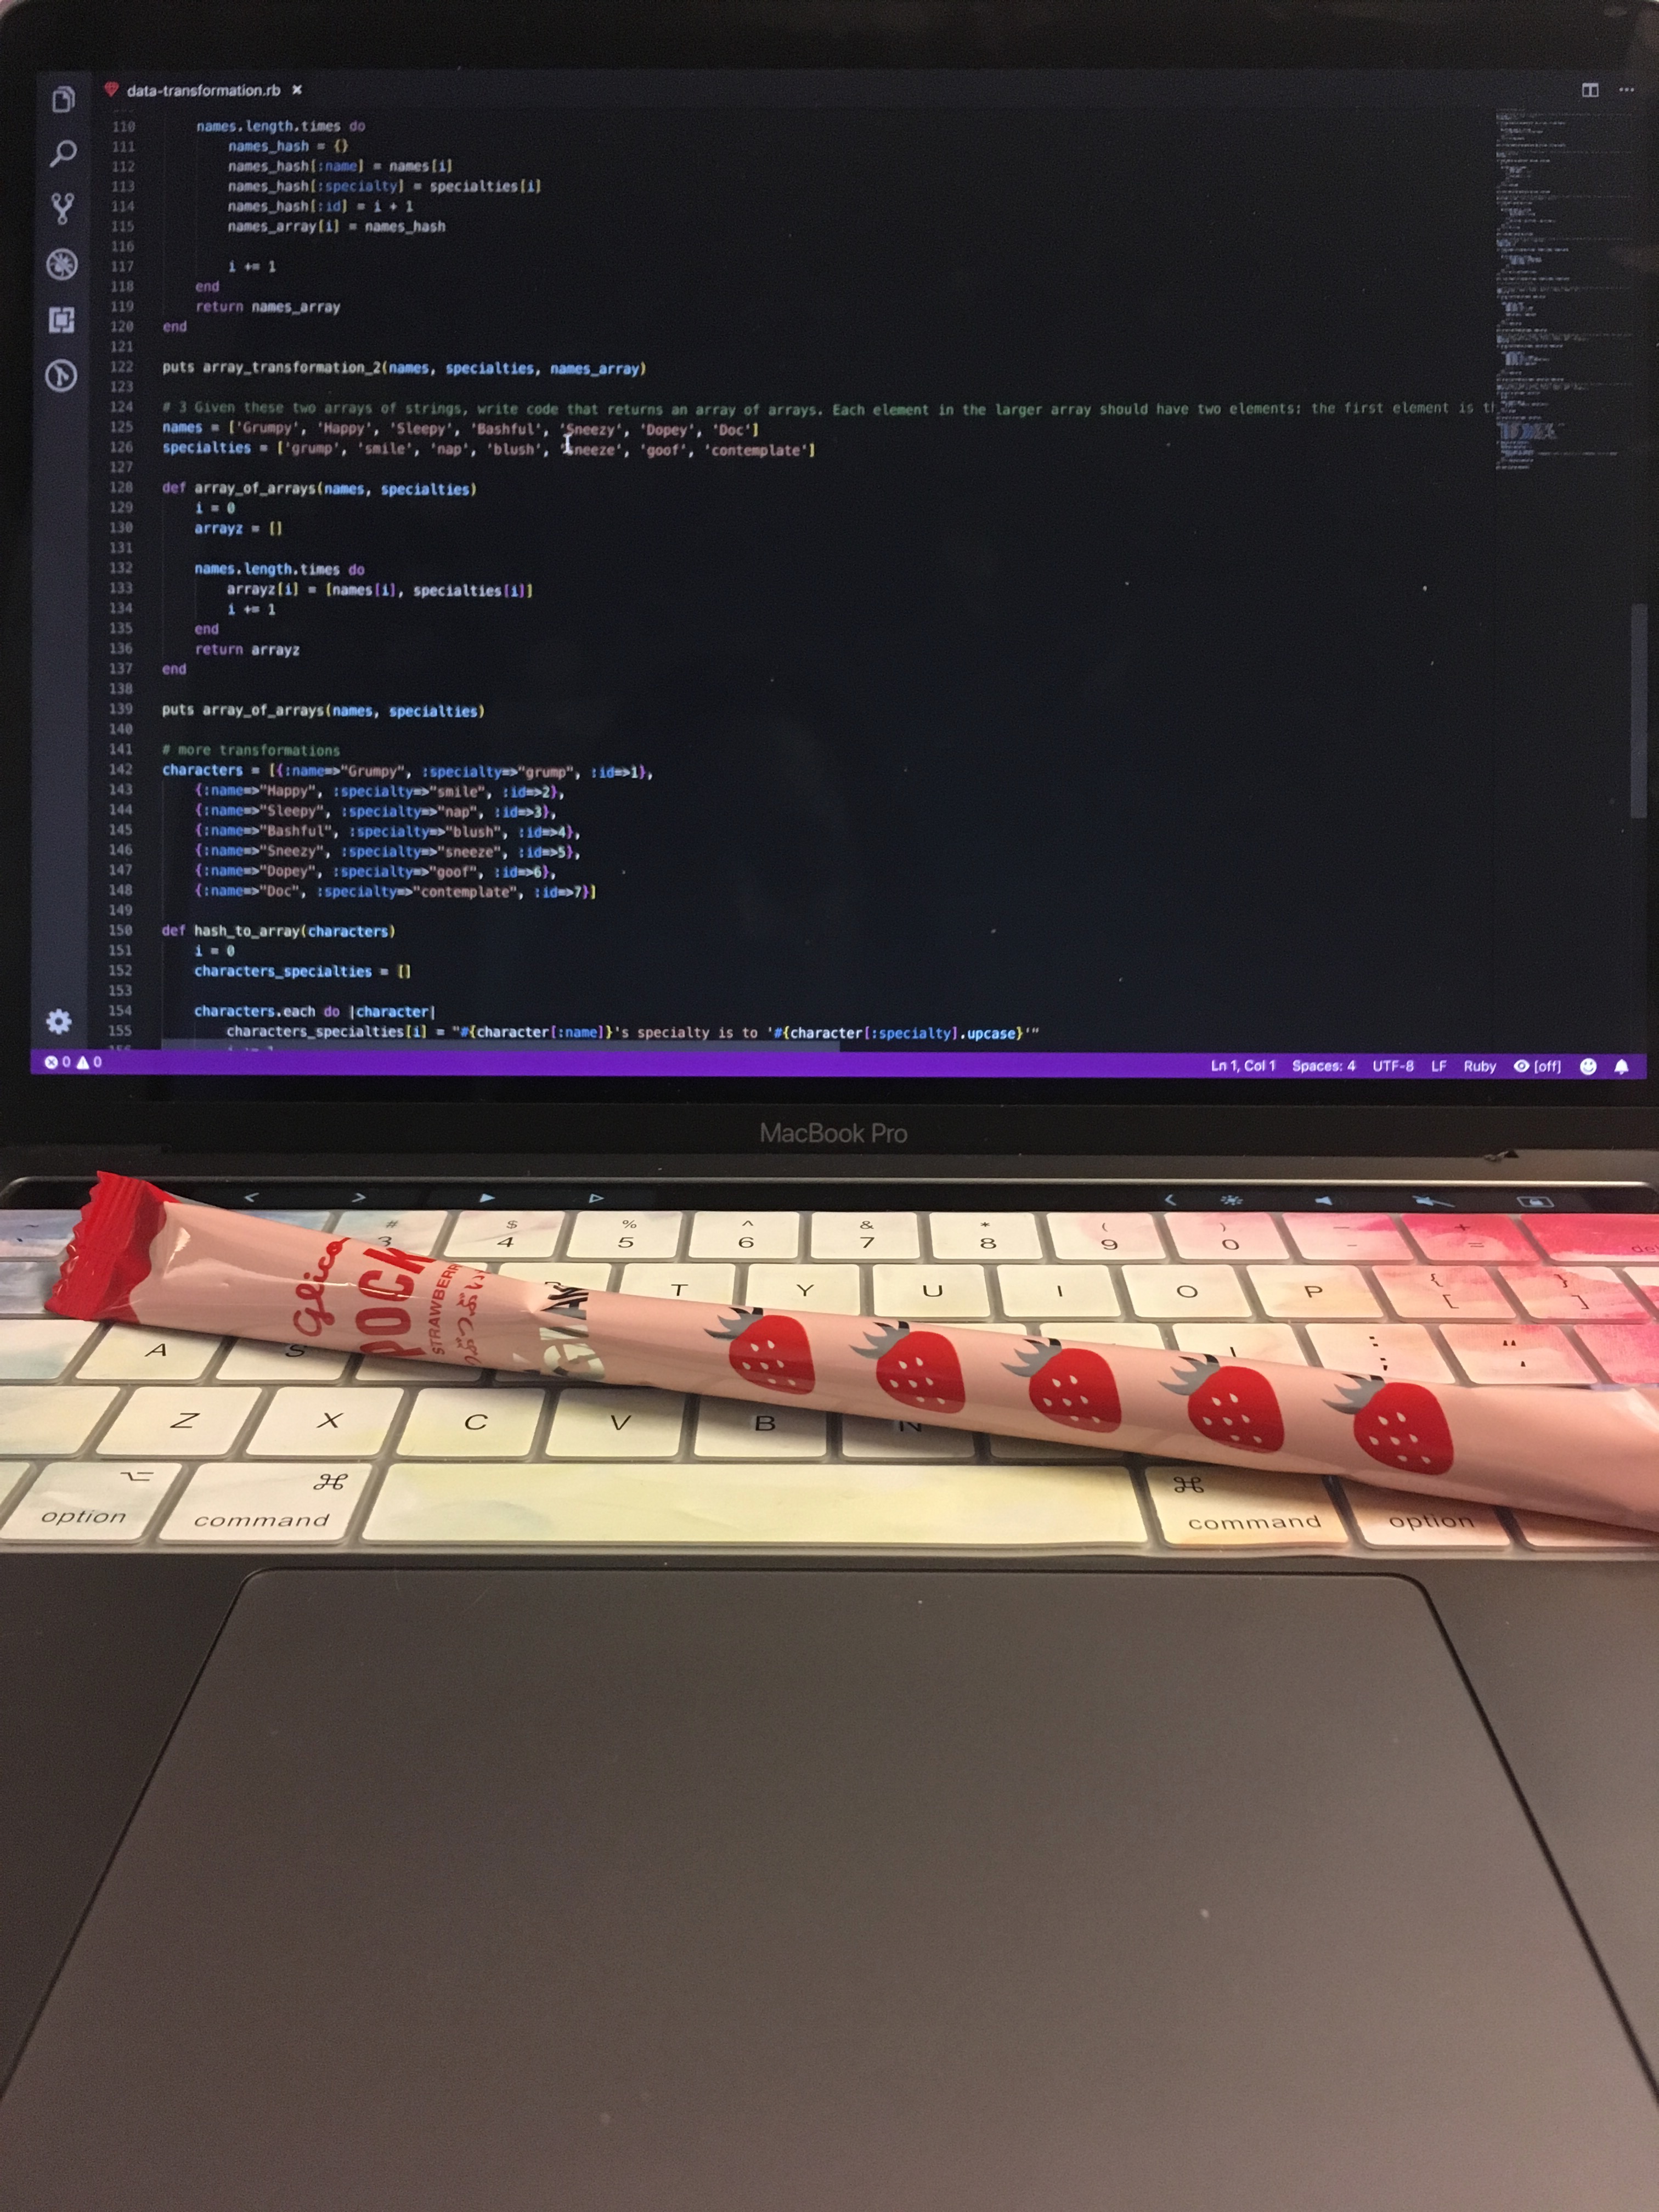 data-transformation.rb
110 names.length.times do
111 names_hash = {}
112 names_hash[:name] = names[i]
113 names_hash[:specialty] = specialties[i]
114 names_hash[:id] = i + 1
115 names_array[i] = names_hash
116
117 i += 1
118 end
119 return names_array
120 end
121
122 puts array_transformation_2(names, specialties, names_array)
123
124 # 3 Given these two arrays of strings, write code that returns an array of arrays. Each element in the larger array should have two elements: the first element is
125 names = ['Grumpy', 'Happy', 'Sleepy', 'Bashful', 'Sneezy', 'Dopey', 'Doc']
126 specialties = ['grump', 'smile', 'nap', 'blush', 'sneeze', 'goof', 'contemplate']
127
128 def array_of_arrays(names, specialties)
129 i = 0
130 arrayz = []
131
132 names.length.times do
133 arrayz[i] = [names[i], specialties[i]]
134 i += 1
135 end
136 return arrayz
137 end
138
139 puts array_of_arrays(names, specialties)
140
141 # more transformations
142 characters = [{:name=>"Grumpy", :specialty=>"grump", :id=>1},
143 {:name=>"Happy", :specialty=>"smile", :id=>2},
144 {:name=>"Sleepy", :specialty=>"nap", :id=>3},
145 {:name=>"Bashful", :specialty=>"blush", :id=>4},
146 {:name=>"Sneezy", :specialty=>"sneeze", :id=>5},
147 {:name=>"Dopey", :specialty=>"goof", :id=>6},
148 {:name=>"Doc", :specialty=>"contemplate", :id=>7}]
149
150 def hash_to_array(characters)
151 i = 0
152 characters_specialties = []
153
154 characters.each do |character|
155 characters_specialties[i] = "#{character[:name]}'s specialty is to '#{character[:specialty].upcase}'"
0 0 Ln 1, Col 1 Spaces: 4 UTF-8 LF Ruby [off]
MacBook Pro
# $ % ^ & * ( ) _ +
3 4 5 6 7 8 9 0 - =
T Y U I O P { [ } ]
A S : ; " '
Z X C V B N
option ⌘ command ⌘ command option
Glico
POCK
STRAWBERR